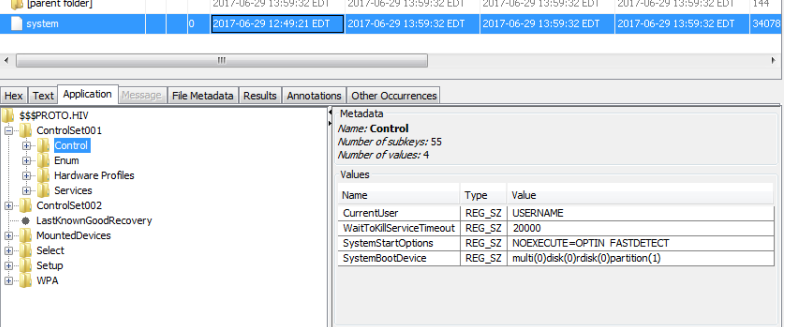 [parent folder] 2017-06-29 13:59:32 EDT 2017-06-29 13:59:32 EDT 2017-06-29 13:59:32 EDT 2017-06-29 13:59:32 EDT 144
system 0 2017-06-29 12:49:21 EDT 2017-06-29 13:59:32 EDT 2017-06-29 13:59:32 EDT 2017-06-29 13:59:32 EDT 34078
Hex Text Application Message File Metadata Results Annotations Other Occurrences
$$$PROTO.HIV
ControlSet001
Control
Enum
Hardware Profiles
Services
ControlSet002
LastKnownGoodRecovery
MountedDevices
Select
Setup
WPA
Metadata
Name: Control
Number of subkeys: 55
Number of values: 4
Values
Name Type Value
CurrentUser REG_SZ USERNAME
WaitToKillServiceTimeout REG_SZ 20000
SystemStartOptions REG_SZ NOEXECUTE=OPTIN FASTDETECT
SystemBootDevice REG_SZ multi(0)disk(0)rdisk(0)partition(1)